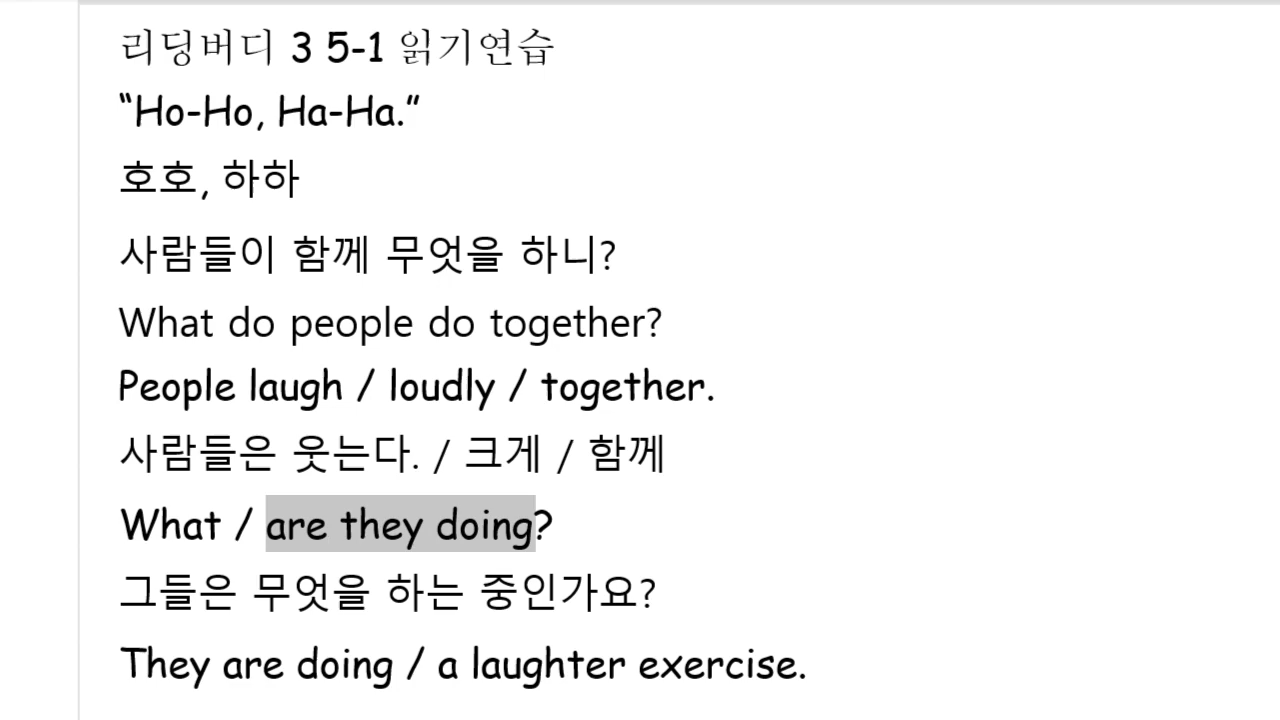 리딩버디 3 5-1 읽기연습
“Ho-Ho, Ha-Ha.”
호호, 하하
사람들이 함께 무엇을 하니?
What do people do together?
People laugh / loudly / together.
사람들은 웃는다. / 크게 / 함께
What / are they doing?
그들은 무엇을 하는 중인가요?
They are doing / a laughter exercise.